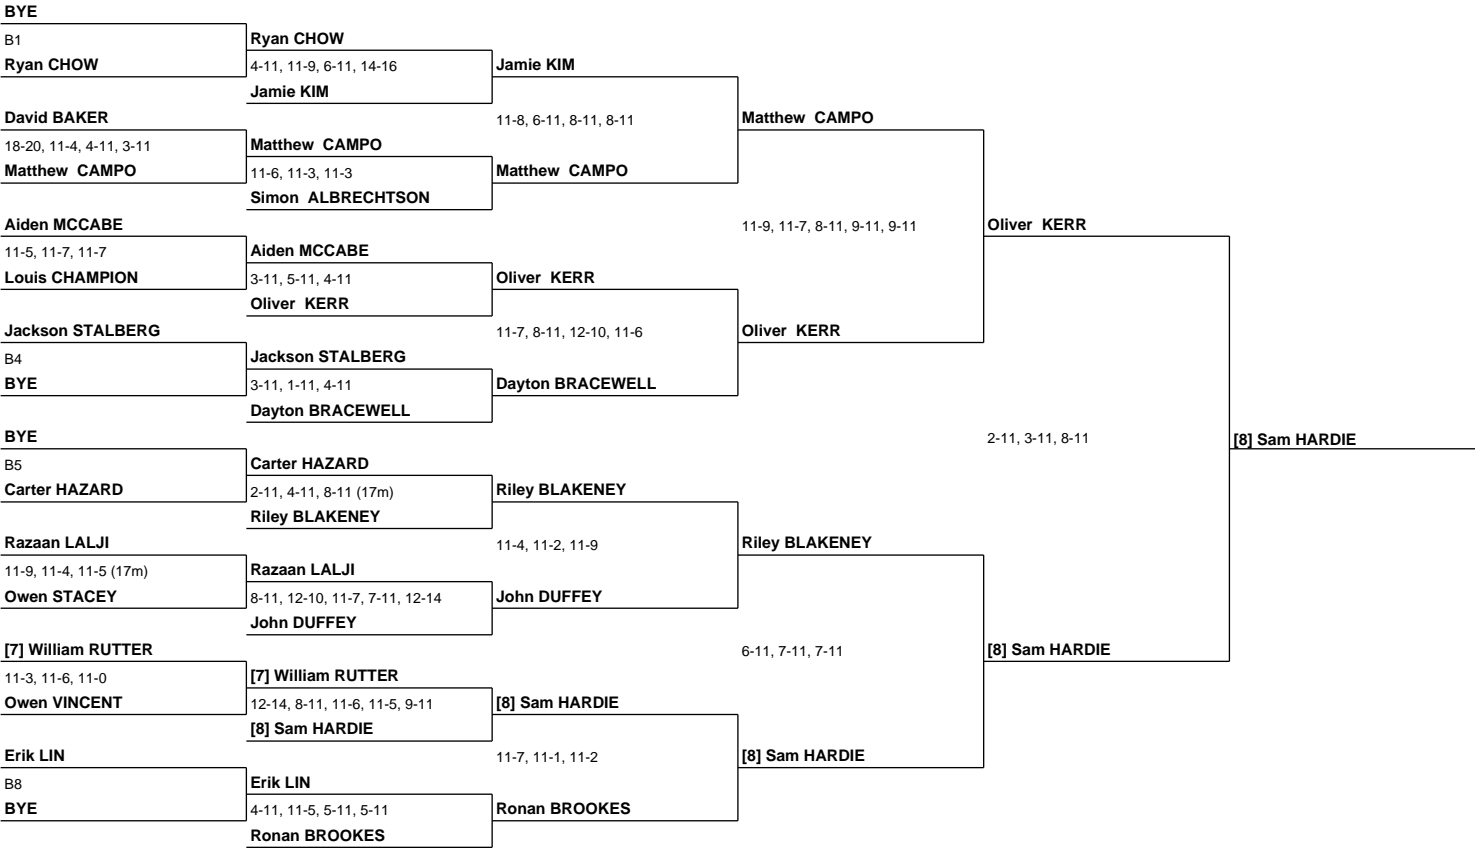 BYE
B1
Ryan CHOW
David BAKER
18-20, 11-4, 4-11, 3-11
Matthew CAMPO
Aiden MCCABE
11-5, 11-7, 11-7
Louis CHAMPION
Jackson STALBERG
B4
BYE
BYE
B5
Carter HAZARD
Razaan LALJI
11-9, 11-4, 11-5 (17m)
Owen STACEY
[7] William RUTTER
11-3, 11-6, 11-0
Owen VINCENT
Erik LIN
B8
BYE
Ryan CHOW
4-11, 11-9, 6-11, 14-16
Jamie KIM
Matthew CAMPO
11-6, 11-3, 11-3
Simon ALBRECHTSON
Aiden MCCABE
3-11, 5-11, 4-11
Oliver KERR
Jackson STALBERG
3-11, 1-11, 4-11
Dayton BRACEWELL
Carter HAZARD
2-11, 4-11, 8-11 (17m)
Riley BLAKENEY
Razaan LALJI
8-11, 12-10, 11-7, 7-11, 12-14
John DUFFEY
[7] William RUTTER
12-14, 8-11, 11-6, 11-5, 9-11
[8] Sam HARDIE
Erik LIN
4-11, 11-5, 5-11, 5-11
Ronan BROOKES
Jamie KIM
11-8, 6-11, 8-11, 8-11
Matthew CAMPO
Oliver KERR
11-7, 8-11, 12-10, 11-6
Dayton BRACEWELL
Riley BLAKENEY
11-4, 11-2, 11-9
John DUFFEY
[8] Sam HARDIE
11-7, 11-1, 11-2
Ronan BROOKES
Matthew CAMPO
11-9, 11-7, 8-11, 9-11, 9-11
Oliver KERR
Riley BLAKENEY
6-11, 7-11, 7-11
[8] Sam HARDIE
Oliver KERR
2-11, 3-11, 8-11
[8] Sam HARDIE
[8] Sam HARDIE